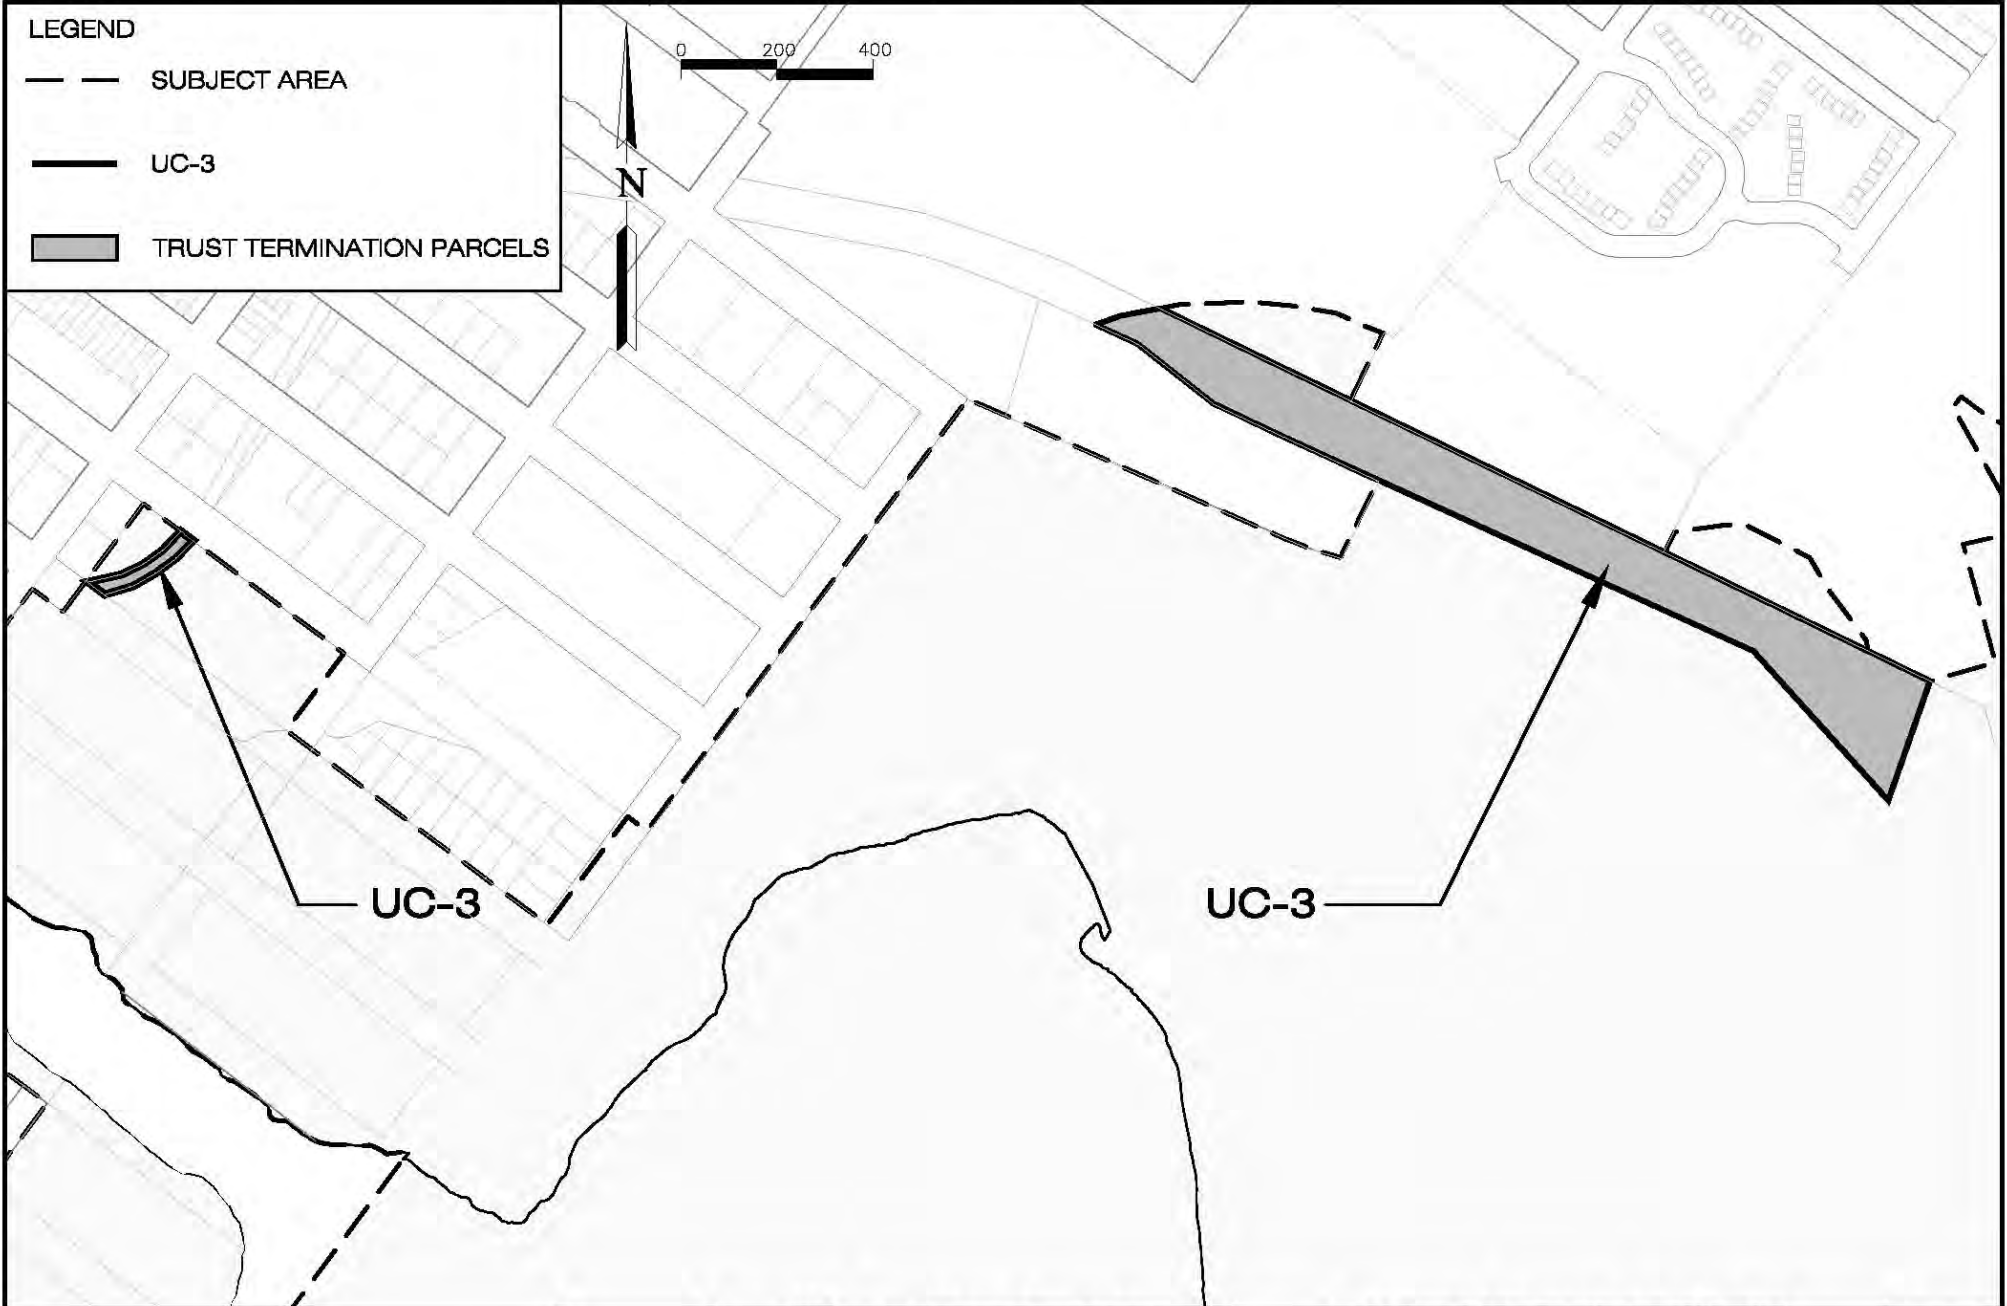 LEGEND
SUBJECT AREA
UC-3
TRUST TERMINATION PARCELS
0 200 400
N
UC-3
UC-3